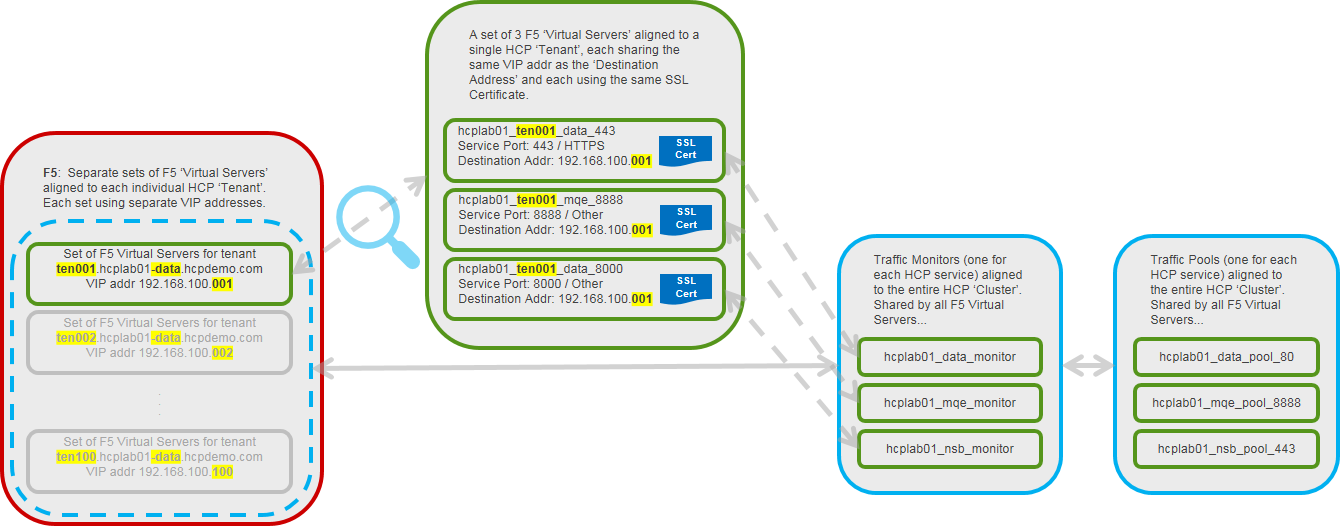 F5:  Separate sets of F5 ‘Virtual Servers’
aligned to each individual HCP ‘Tenant’.
Each set using separate VIP addresses.
Set of F5 Virtual Servers for tenant
ten001.hcplab01-data.hcpdemo.com
VIP addr 192.168.100.001
Set of F5 Virtual Servers for tenant
ten002.hcplab01-data.hcpdemo.com
VIP addr 192.168.100.002
.
.
.
Set of F5 Virtual Servers for tenant
ten100.hcplab01-data.hcpdemo.com
VIP addr 192.168.100.100
A set of 3 F5 ‘Virtual Servers’ aligned to a
single HCP ‘Tenant’, each sharing the
same VIP addr as the ‘Destination
Address’ and each using the same SSL
Certificate.
hcplab01_ten001_data_443
Service Port: 443 / HTTPS
Destination Addr: 192.168.100.001
SSL
Cert
hcplab01_ten001_mqe_8888
Service Port: 8888 / Other
Destination Addr: 192.168.100.001
SSL
Cert
hcplab01_ten001_data_8000
Service Port: 8000 / Other
Destination Addr: 192.168.100.001
SSL
Cert
Traffic Monitors (one for
each HCP service) aligned
to the entire HCP ‘Cluster’.
Shared by all F5 Virtual
Servers...
hcplab01_data_monitor
hcplab01_mqe_monitor
hcplab01_nsb_monitor
Traffic Pools (one for each
HCP service) aligned to
the entire HCP ‘Cluster’.
Shared by all F5 Virtual
Servers...
hcplab01_data_pool_80
hcplab01_mqe_pool_8888
hcplab01_nsb_pool_443